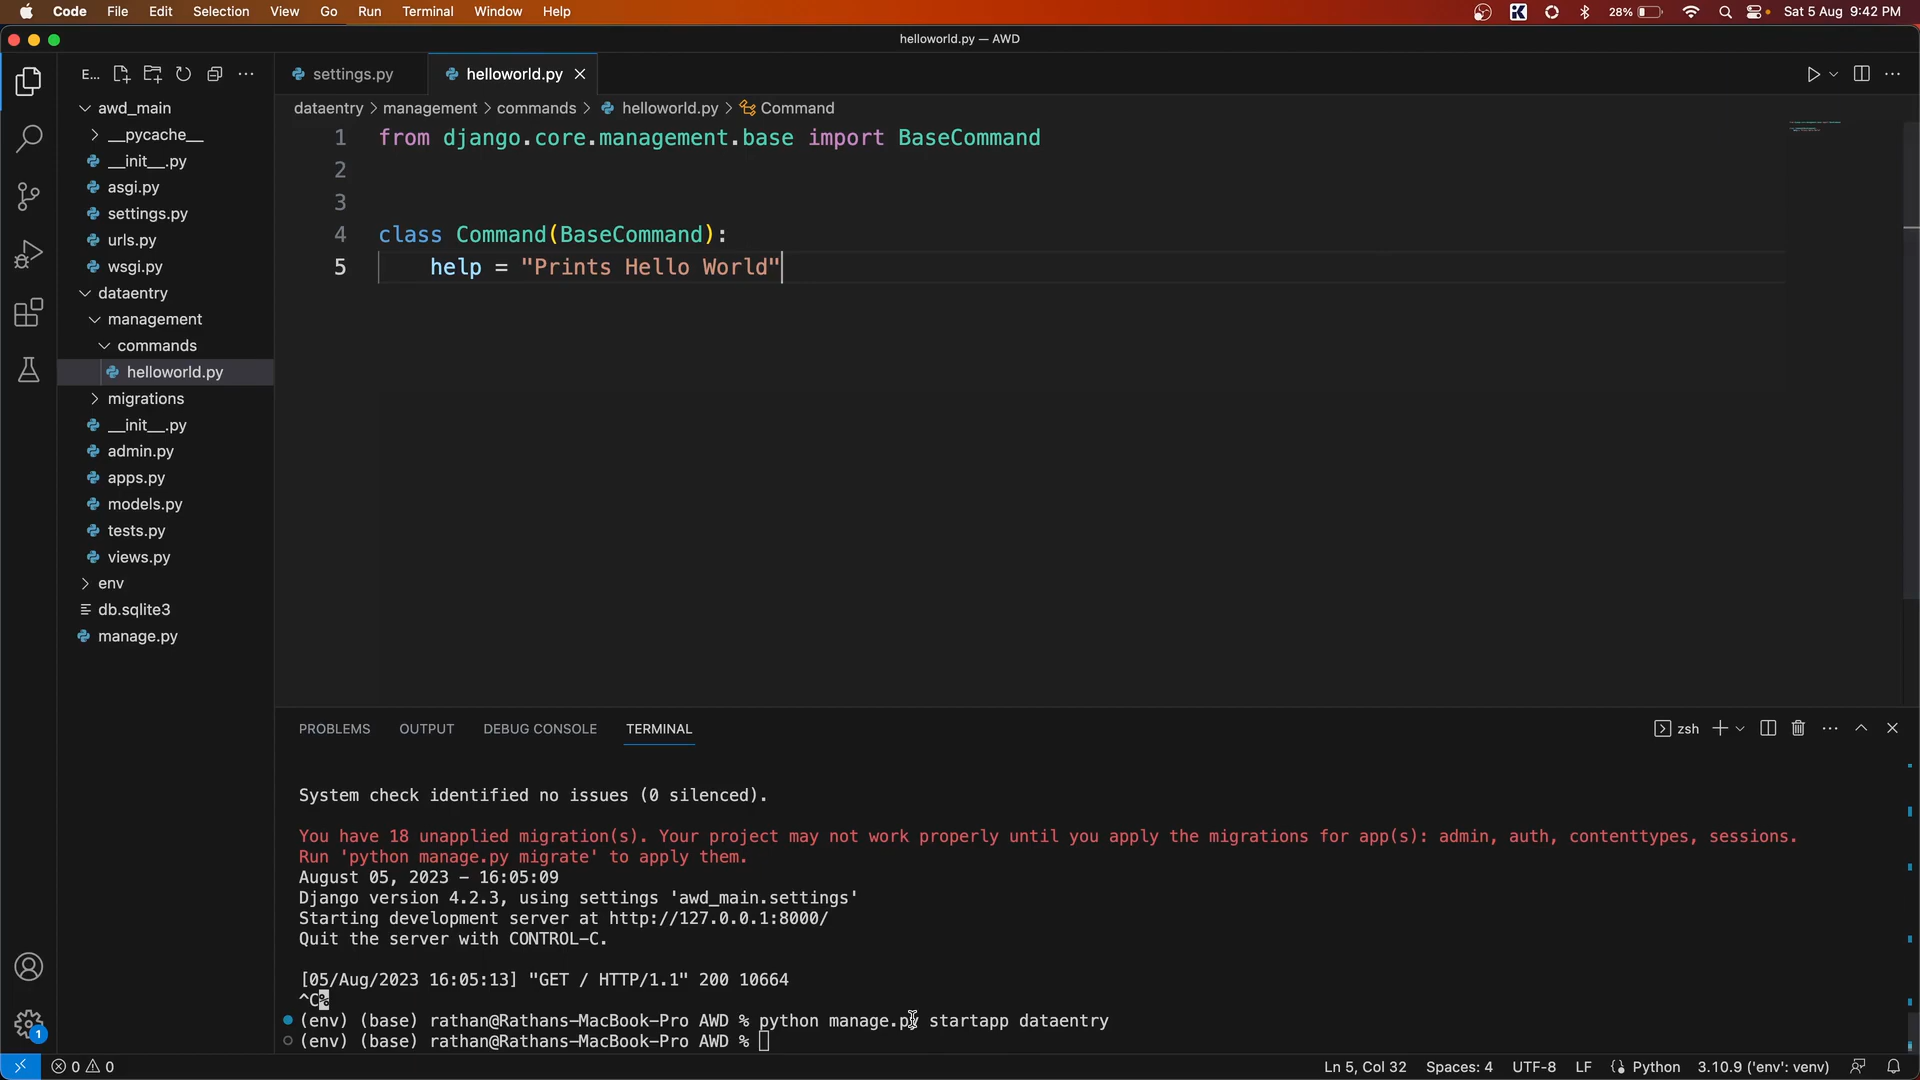 Code File Edit Selection View Go Run Terminal Window Help 28% Sat 5 Aug 9:42 PM
helloworld.py — AWD
E... settings.py helloworld.py
dataentry > management > commands > helloworld.py > Command
awd_main
__pycache__
__init__.py
asgi.py
settings.py
urls.py
wsgi.py
dataentry
management
commands
helloworld.py
migrations
__init__.py
admin.py
apps.py
models.py
tests.py
views.py
env
db.sqlite3
manage.py
1 from django.core.management.base import BaseCommand
2
3
4 class Command(BaseCommand):
5 help = "Prints Hello World"
PROBLEMS OUTPUT DEBUG CONSOLE TERMINAL zsh
System check identified no issues (0 silenced).
You have 18 unapplied migration(s). Your project may not work properly until you apply the migrations for app(s): admin, auth, contenttypes, sessions.
Run 'python manage.py migrate' to apply them.
August 05, 2023 - 16:05:09
Django version 4.2.3, using settings 'awd_main.settings'
Starting development server at http://127.0.0.1:8000/
Quit the server with CONTROL-C.
[05/Aug/2023 16:05:13] "GET / HTTP/1.1" 200 10664
^C%
(env) (base) rathan@Rathans-MacBook-Pro AWD % python manage.py startapp dataentry
(env) (base) rathan@Rathans-MacBook-Pro AWD %
1
0 0 Ln 5, Col 32 Spaces: 4 UTF-8 LF Python 3.10.9 ('env': venv)